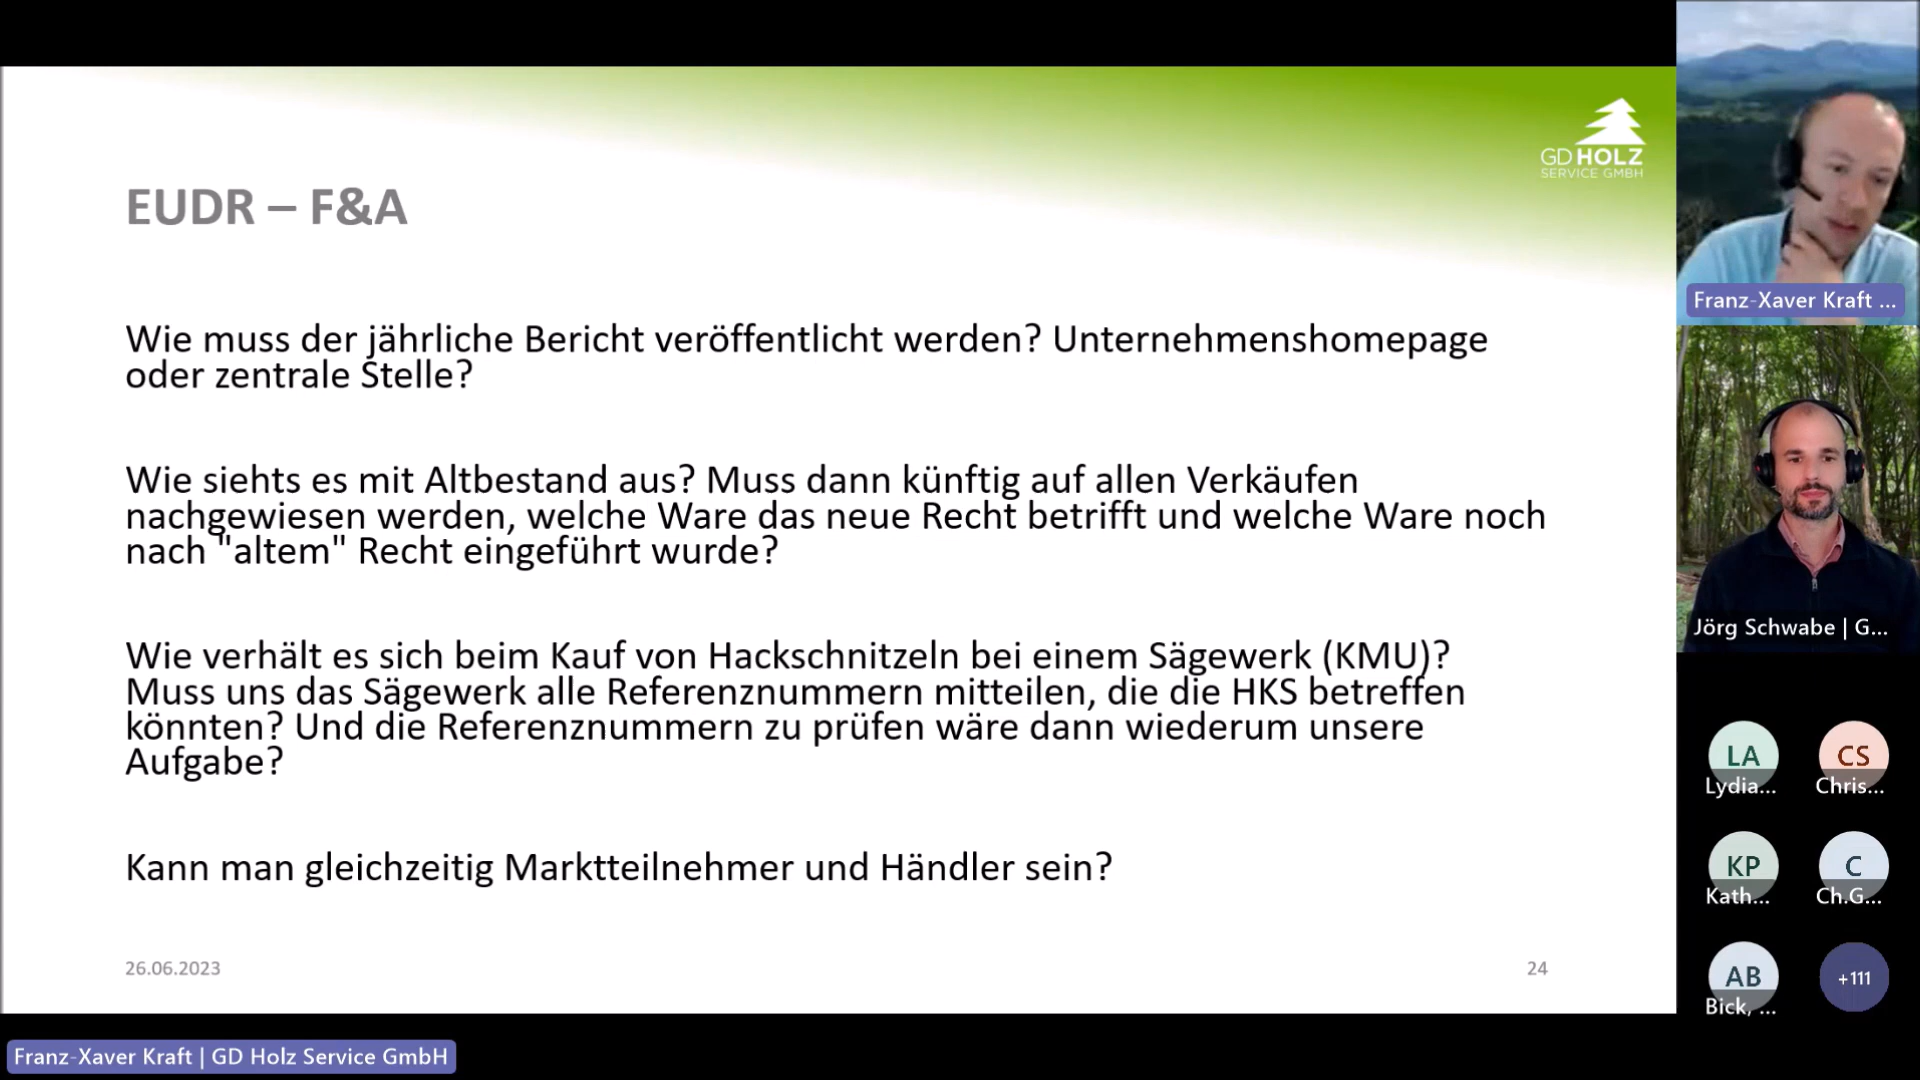 GD HOLZ
SERVICE GMBH
EUDR – F&A
Wie muss der jährliche Bericht veröffentlicht werden? Unternehmenshomepage
oder zentrale Stelle?
Wie siehts es mit Altbestand aus? Muss dann künftig auf allen Verkäufen
nachgewiesen werden, welche Ware das neue Recht betrifft und welche Ware noch
nach "altem" Recht eingeführt wurde?
Wie verhält es sich beim Kauf von Hackschnitzeln bei einem Sägewerk (KMU)?
Muss uns das Sägewerk alle Referenznummern mitteilen, die die HKS betreffen
könnten? Und die Referenznummern zu prüfen wäre dann wiederum unsere
Aufgabe?
Kann man gleichzeitig Marktteilnehmer und Händler sein?
26.06.2023
24
Franz-Xaver Kraft ...
Jörg Schwabe | G...
LA
Lydia...
CS
Chris...
KP
Kath...
C
Ch.G...
AB
Bick, ...
+111
Franz-Xaver Kraft | GD Holz Service GmbH